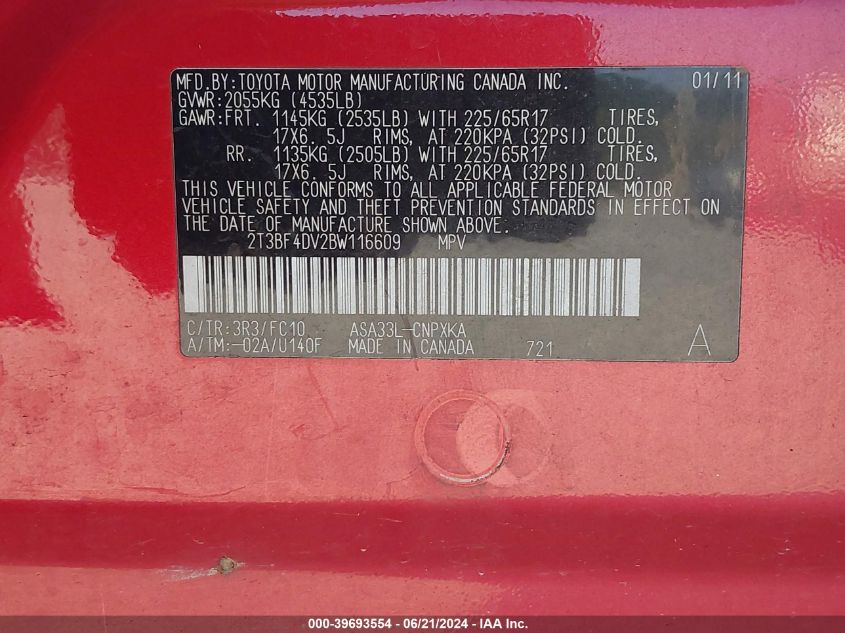 MFD.BY:TOYOTA MOTOR MANUFACTURING CANADA INC. 01/11
GVWR:2055KG (4535LB)
GAWR:FRT. 1145KG (2535LB) WITH 225/65R17 TIRES,
17X6. 5J RIMS, AT 220KPA (32PSI) COLD.
RR. 1135KG (2505LB) WITH 225/65R17 TIRES,
17X6. 5J RIMS, AT 220KPA (32PSI) COLD.
THIS VEHICLE CONFORMS TO ALL APPLICABLE FEDERAL MOTOR
VEHICLE SAFETY AND THEFT PREVENTION STANDARDS IN EFFECT ON
THE DATE OF MANUFACTURE SHOWN ABOVE.
2T3BF4DV2BW116609 MPV
C/TR:3R3/FC10 ASA33L-CNPXKA
A/TM:-02A/U140F MADE IN CANADA 721 A
000-39693554 / 06/21/2024 - IAA Inc.